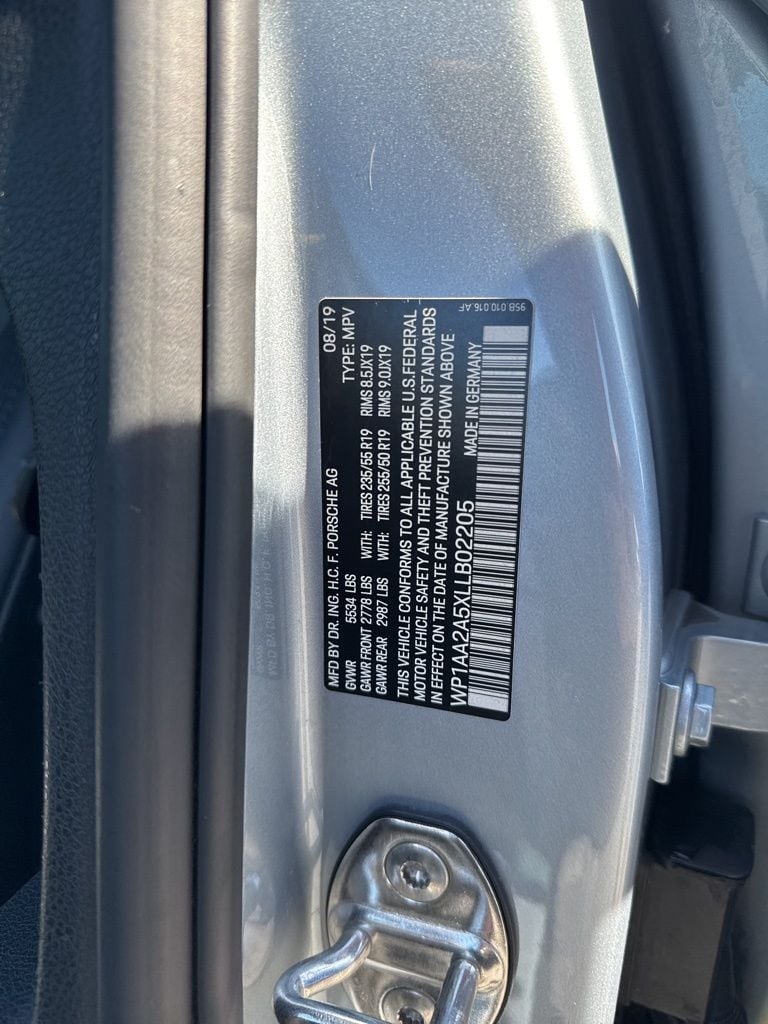 MFD BY DR. ING. H.C. F. PORSCHE AG 08/19
GVWR 5534 LBS TYPE: MPV
GAWR FRONT 2778 LBS WITH: TIRES 235/55 R19 RIMS 8.5JX19
GAWR REAR 2987 LBS WITH: TIRES 255/50 R19 RIMS 9.0JX19
THIS VEHICLE CONFORMS TO ALL APPLICABLE U.S. FEDERAL
MOTOR VEHICLE SAFETY AND THEFT PREVENTION STANDARDS
IN EFFECT ON THE DATE OF MANUFACTURE SHOWN ABOVE
WP1AA2A5XLLB02205 MADE IN GERMANY
95B.010.016.AF